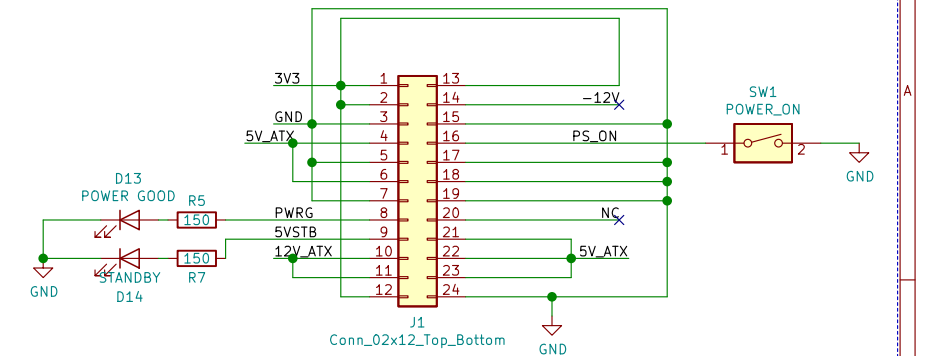 3V3
1
13
2
14
-12V
GND
3
15
5V_ATX
4
16
PS_ON
5
17
6
18
7
19
SW1
POWER_ON
1
2
GND
A
D13
POWER GOOD
R5
150
PWRG
8
20
NC
5VSTB
9
21
150
12V_ATX
10
22
5V_ATX
STANDBY
R7
11
23
GND
D14
12
24
J1
Conn_02x12_Top_Bottom
GND